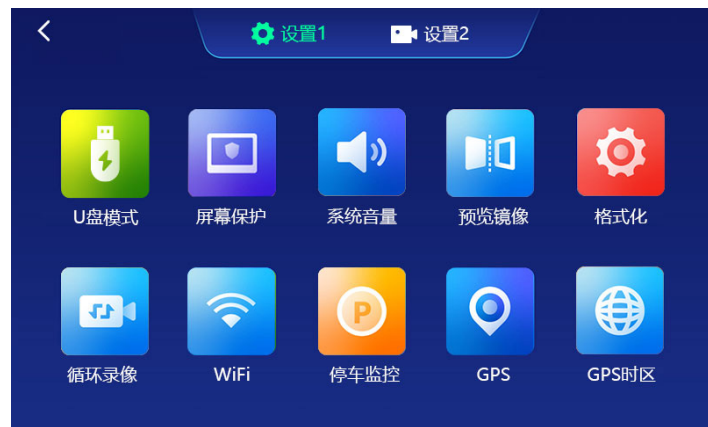 设置1
设置2
U盘模式
屏幕保护
系统音量
预览镜像
格式化
P
循环录像
WiFi
停车监控
GPS
GPS时区